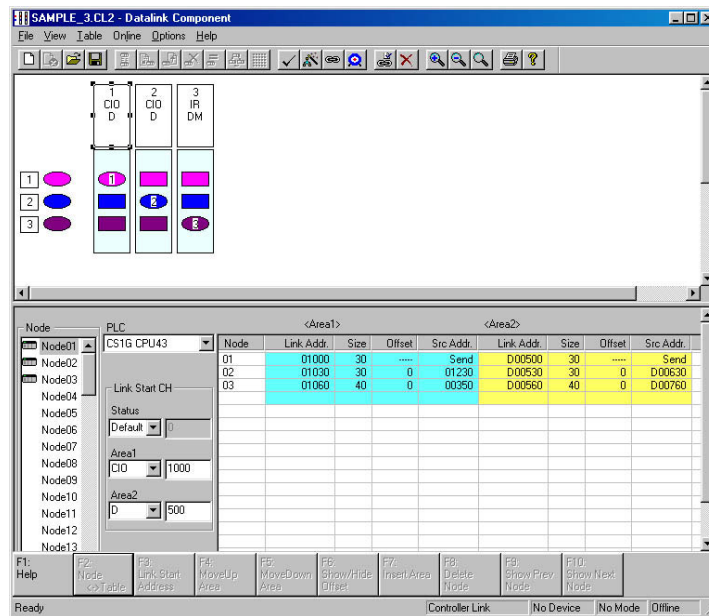 SAMPLE_3.CL2 - Datalink Component
File View Table Online Options Help
1 2 3
CIO CIO IR
D D DM
1 1
2 2
3 3
Node PLC <Area1> <Area2>
CS1G CPU43
Node Link Addr. Size Offset Src Addr. Link Addr. Size Offset Src Addr.
01 01000 30 ----- Send D00500 30 ----- Send
02 01030 30 0 01230 D00530 30 0 D00630
03 01060 40 0 00350 D00560 40 0 D00760
Node01
Node02
Node03
Node04
Node05
Node06
Node07
Node08
Node09
Node10
Node11
Node12
Node13
Link Start CH
Status
Default 0
Area1
CIO 1000
Area2
D 500
F1: Help
F2: Node <>Table
F3: Link Start Address
F4: MoveUp Area
F5: MoveDown Area
F6 Show/Hide Offset
F7: Insert Area
F8: Delete Node
F9: Show Prev Node
F10: Show Next Node
Ready Controller Link No Device No Mode Offline